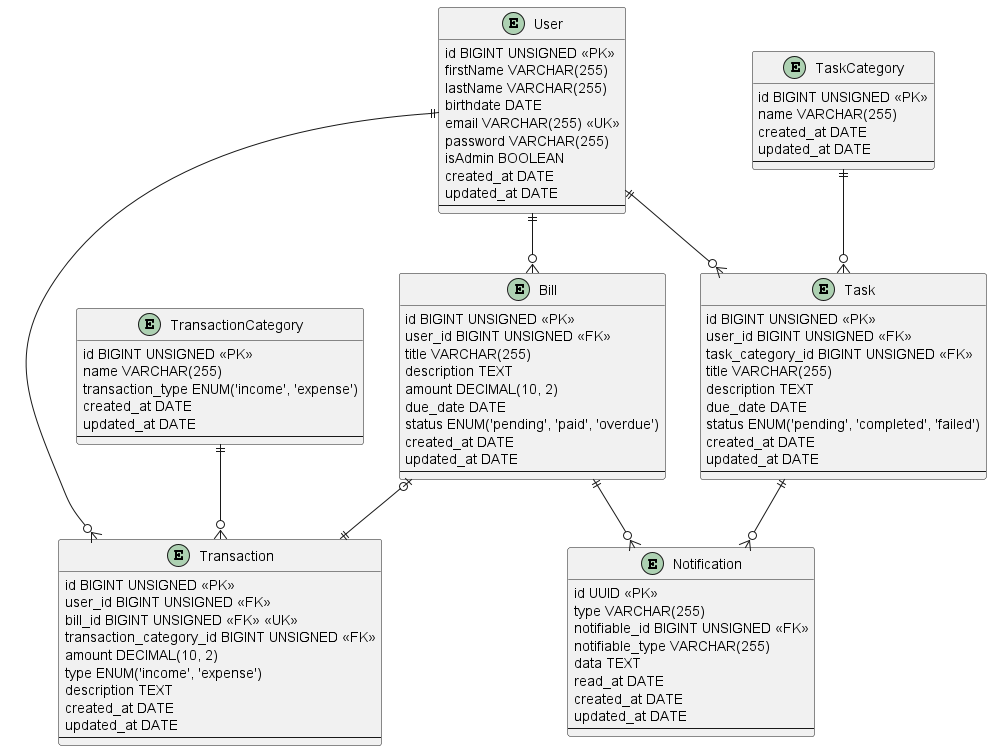 E User
id BIGINT UNSIGNED «PK»
firstName VARCHAR(255)
lastName VARCHAR(255)
birthdate DATE
email VARCHAR(255) «UK»
password VARCHAR(255)
isAdmin BOOLEAN
created_at DATE
updated_at DATE
E TaskCategory
id BIGINT UNSIGNED «PK»
name VARCHAR(255)
created_at DATE
updated_at DATE
E TransactionCategory
id BIGINT UNSIGNED «PK»
name VARCHAR(255)
transaction_type ENUM('income', 'expense')
created_at DATE
updated_at DATE
E Bill
id BIGINT UNSIGNED «PK»
user_id BIGINT UNSIGNED «FK»
title VARCHAR(255)
description TEXT
amount DECIMAL(10, 2)
due_date DATE
status ENUM('pending', 'paid', 'overdue')
created_at DATE
updated_at DATE
E Task
id BIGINT UNSIGNED «PK»
user_id BIGINT UNSIGNED «FK»
task_category_id BIGINT UNSIGNED «FK»
title VARCHAR(255)
description TEXT
due_date DATE
status ENUM('pending', 'completed', 'failed')
created_at DATE
updated_at DATE
E Transaction
id BIGINT UNSIGNED «PK»
user_id BIGINT UNSIGNED «FK»
bill_id BIGINT UNSIGNED «FK» «UK»
transaction_category_id BIGINT UNSIGNED «FK»
amount DECIMAL(10, 2)
type ENUM('income', 'expense')
description TEXT
created_at DATE
updated_at DATE
E Notification
id UUID «PK»
type VARCHAR(255)
notifiable_id BIGINT UNSIGNED «FK»
notifiable_type VARCHAR(255)
data TEXT
read_at DATE
created_at DATE
updated_at DATE